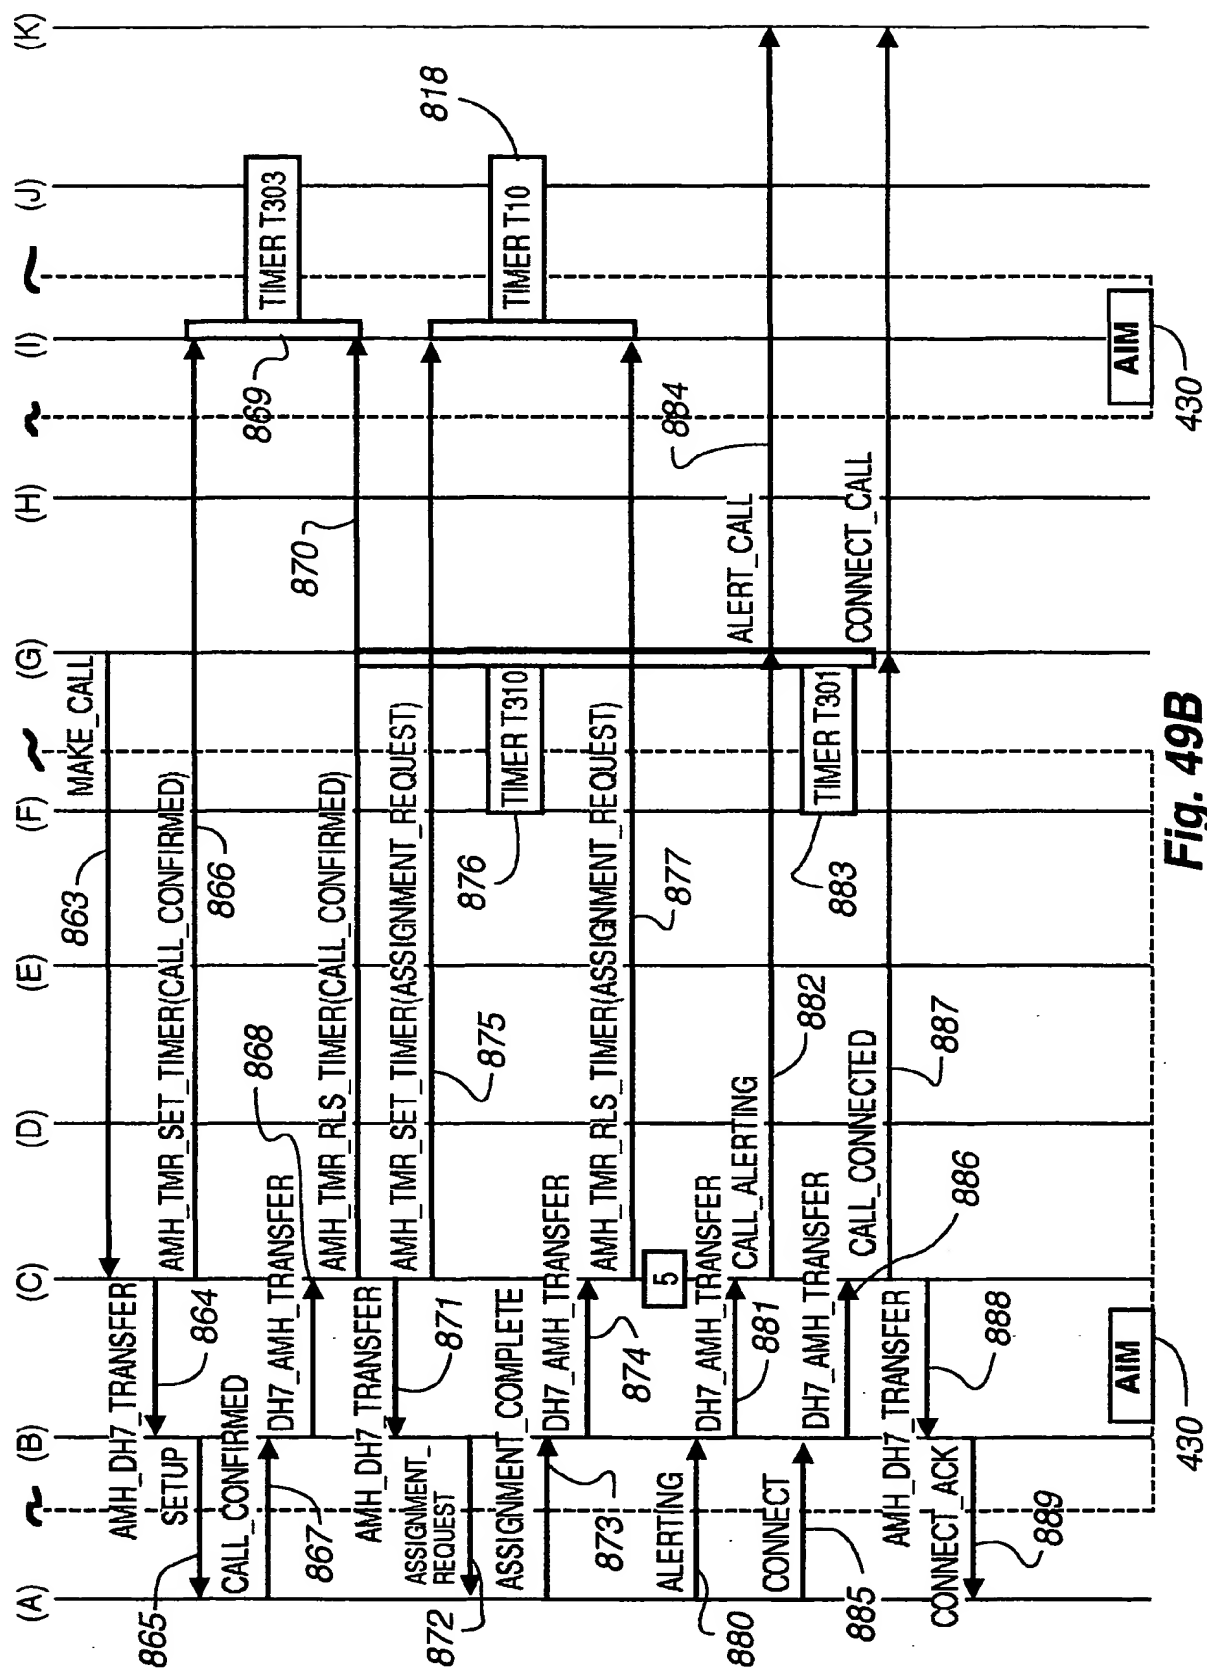 (A)
(B)
(C)
(D)
(E)
(F)
(G)
(H)
(I)
(J)
(K)
MAKE_CALL
863
AMH_DH7_TRANSFER
864
SETUP
865
AMH_TMR_SET_TIMER(CALL_CONFIRMED)
866
CALL_CONFIRMED
867
DH7_AMH_TRANSFER
868
TIMER T303
869
AMH_TMR_RLS_TIMER(CALL_CONFIRMED)
870
AMH_DH7_TRANSFER
871
ASSIGNMENT_
REQUEST
872
AMH_TMR_SET_TIMER(ASSIGNMENT_REQUEST)
875
TIMER T10
818
TIMER T310
876
ASSIGNMENT_COMPLETE
873
DH7_AMH_TRANSFER
874
AMH_TMR_RLS_TIMER(ASSIGNMENT_REQUEST)
877
5
ALERTING
880
DH7_AMH_TRANSFER
881
CALL_ALERTING
882
ALERT_CALL
884
TIMER T301
883
CONNECT
885
DH7_AMH_TRANSFER
886
CALL_CONNECTED
887
CONNECT_CALL
AMH_DH7_TRANSFER
888
CONNECT_ACK
889
AIM
430
AIM
430
Fig. 49B